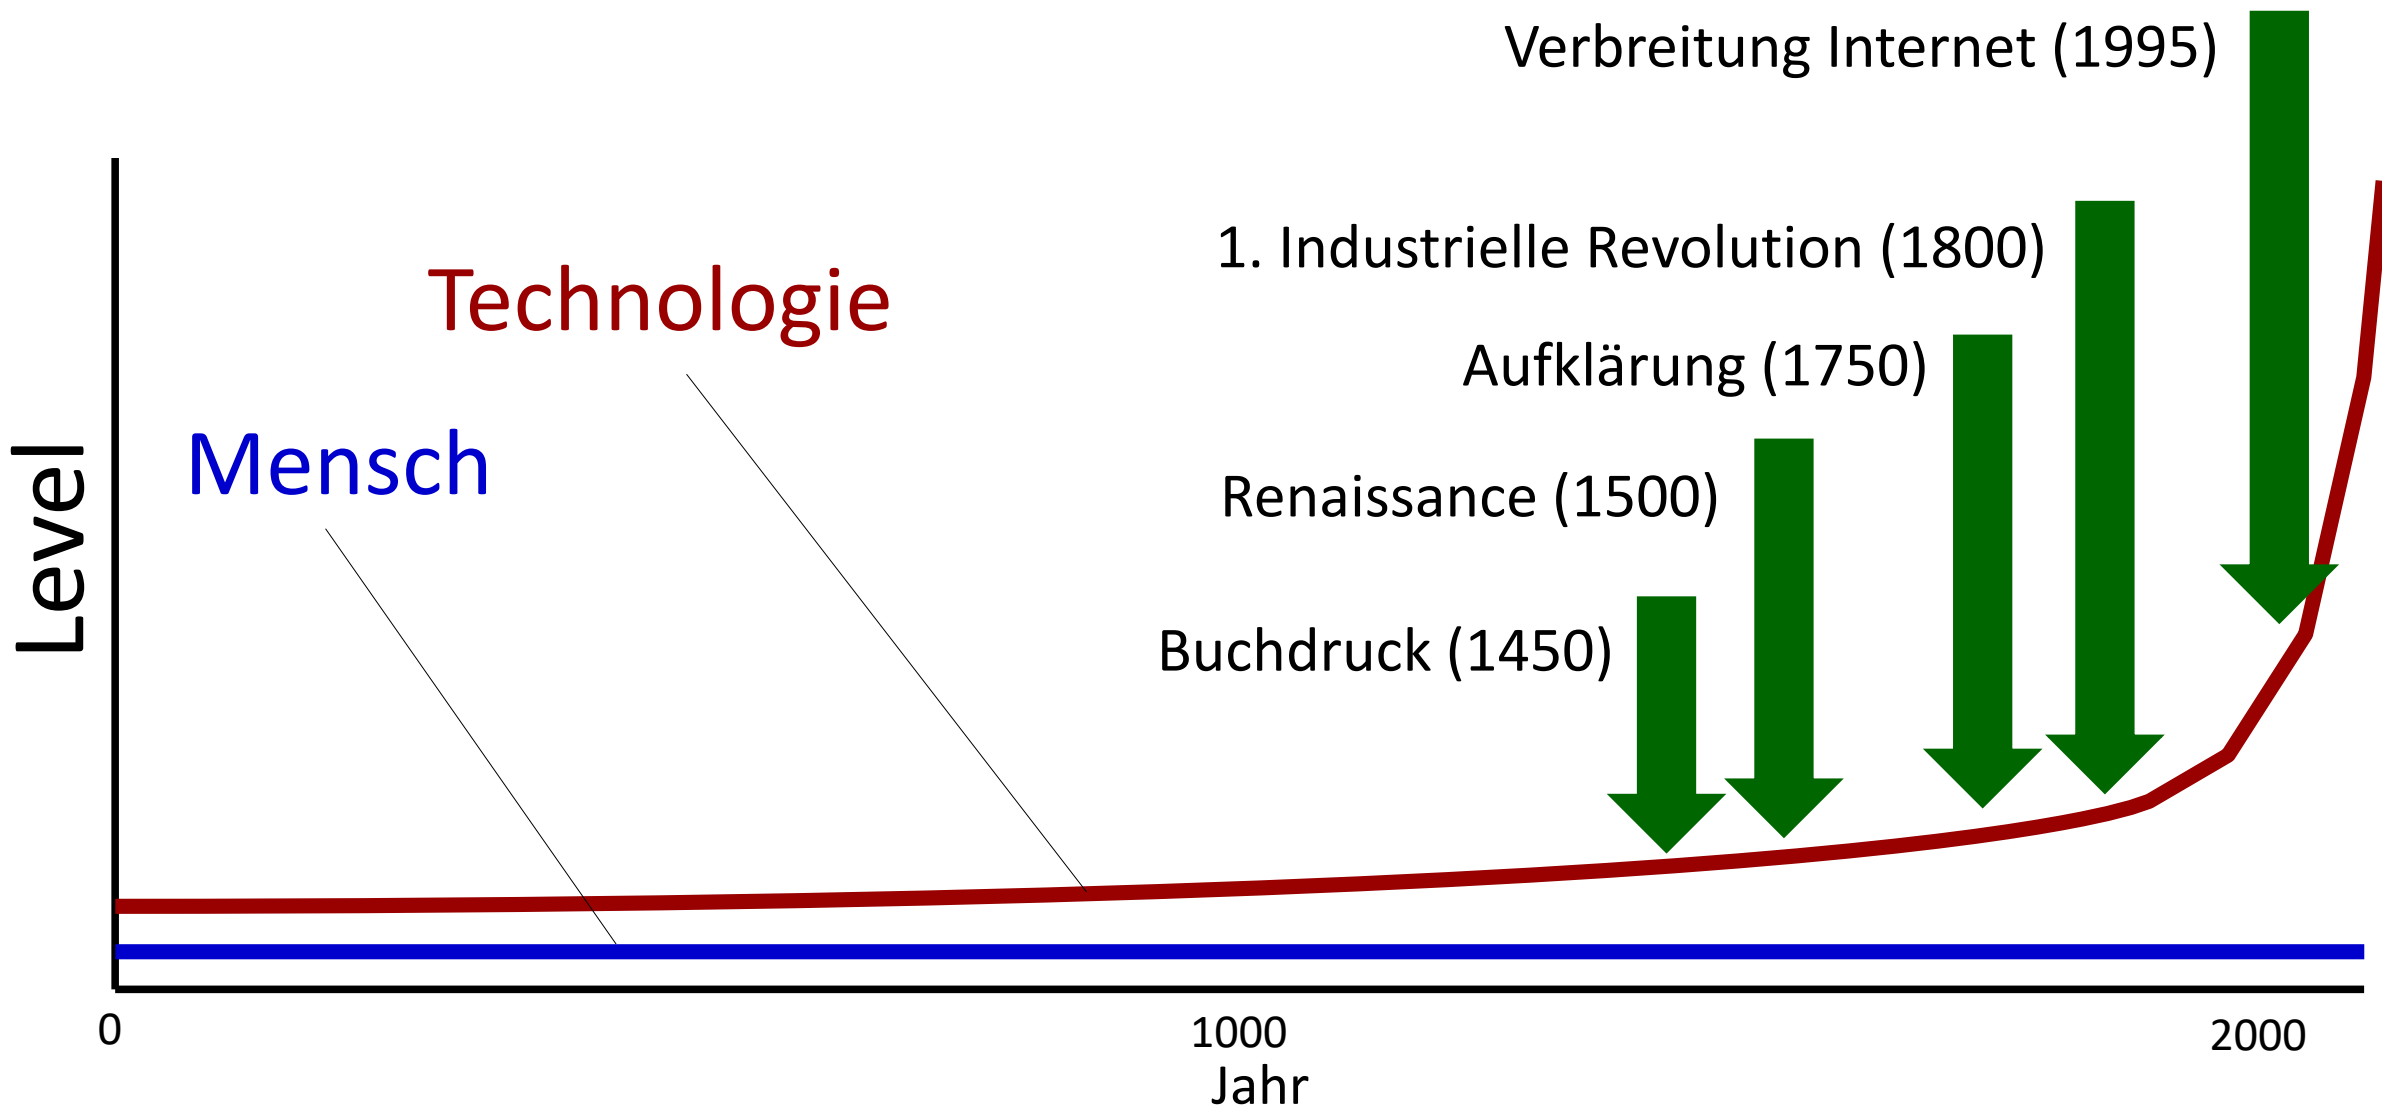 Verbreitung Internet (1995)
1. Industrielle Revolution (1800)
Technologie
Aufklärung (1750)
Mensch
Renaissance (1500)
Level
Buchdruck (1450)
0
1000
2000
Jahr